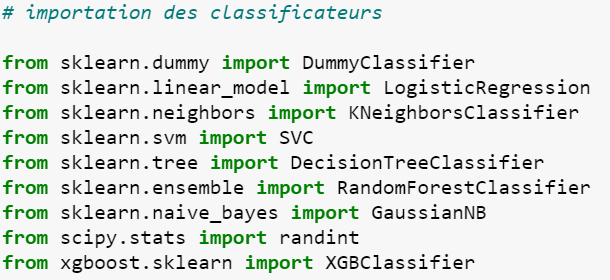 # importation des classificateurs
from sklearn.dummy import DummyClassifier
from sklearn.linear_model import LogisticRegression
from sklearn.neighbors import KNeighborsClassifier
from sklearn.svm import SVC
from sklearn.tree import DecisionTreeClassifier
from sklearn.ensemble import RandomForestClassifier
from sklearn.naive_bayes import GaussianNB
from scipy.stats import randint
from xgboost.sklearn import XGBClassifier